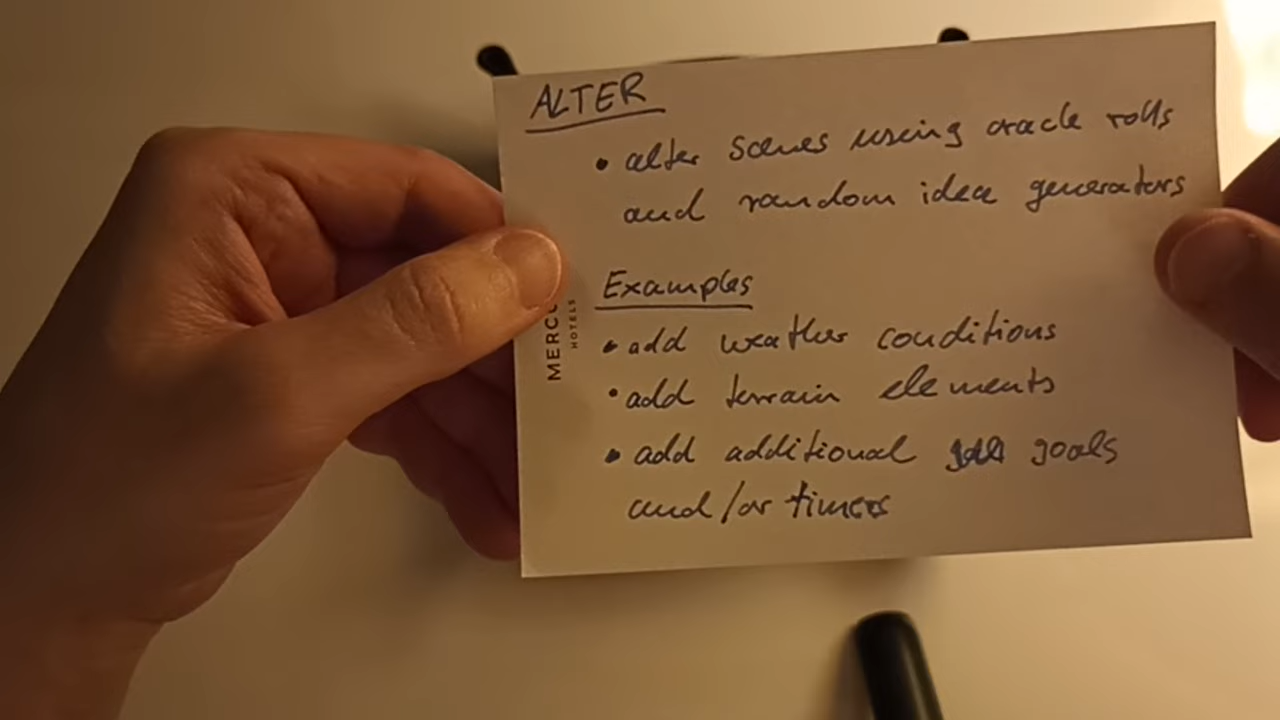 ALTER
• alter scenes using oracle rolls
and random idea generators
Examples
• add weather conditions
• add terrain elements
• add additional goals
and/or timers
MERC
HOTELS